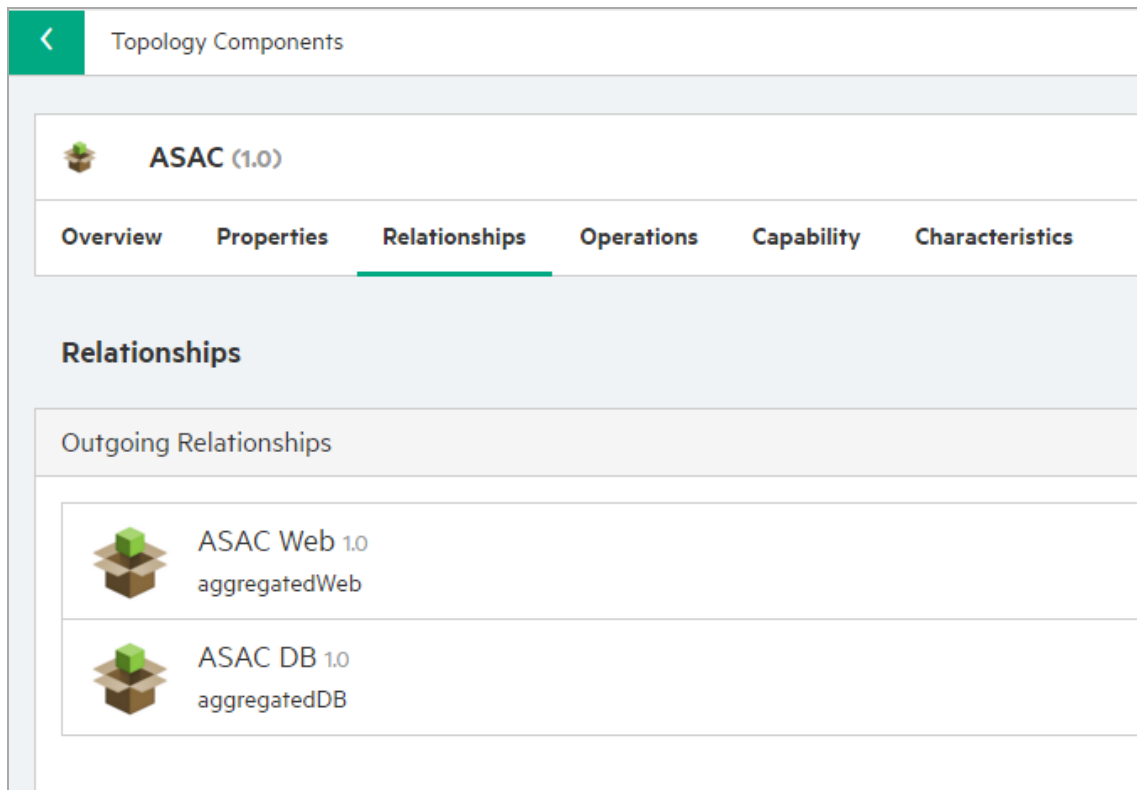 Topology Components
ASAC (1.0)
Overview Properties Relationships Operations Capability Characteristics
Relationships
Outgoing Relationships
ASAC Web 1.0
aggregatedWeb
ASAC DB 1.0
aggregatedDB